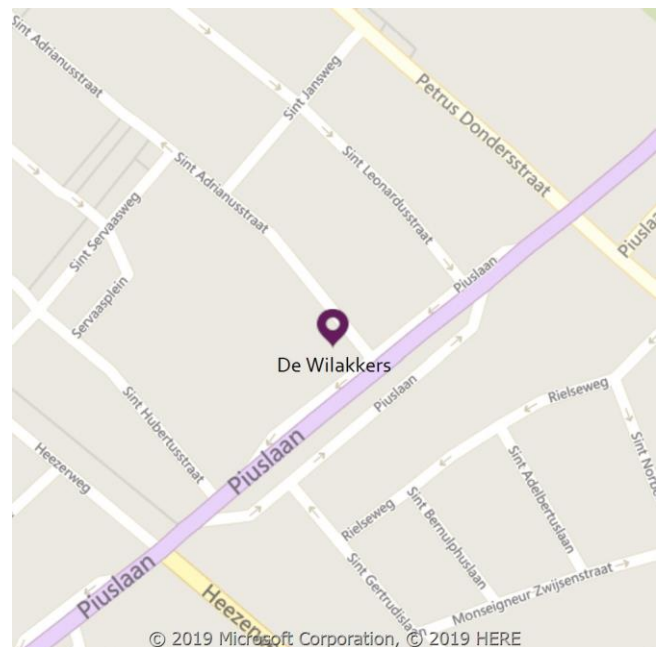 Sint Adrianusstraat
Sint Jansweg
Petrus Dondersstraat
Sint Leonardusstraat
Sint Adrianusstraat
Sint Servaasweg
Servaasplein
Piuslaan
De Wilakkers
Piuslaan
Rielseweg
Sint Hubertusstraat
Heezerweg
Piuslaan
Sint Adelbertuslaan
Rielseweg
Sint Bernulphuslaan
Sint Gertrudislaan
Monseigneur Zwijsenstraat
Piuslaan
© 2019 Microsoft Corporation, © 2019 HERE